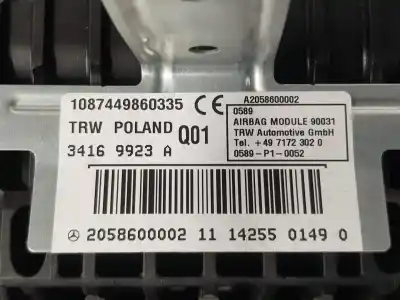 1087449860335 CE
TRW POLAND Q01
3416 9923 A
A2058600002
0589
AIRBAG MODULE 90031
TRW Automotive GmbH
Tel. +49 7172 302 0
0589-P1-0052
2058600002 11 14255 0149 0